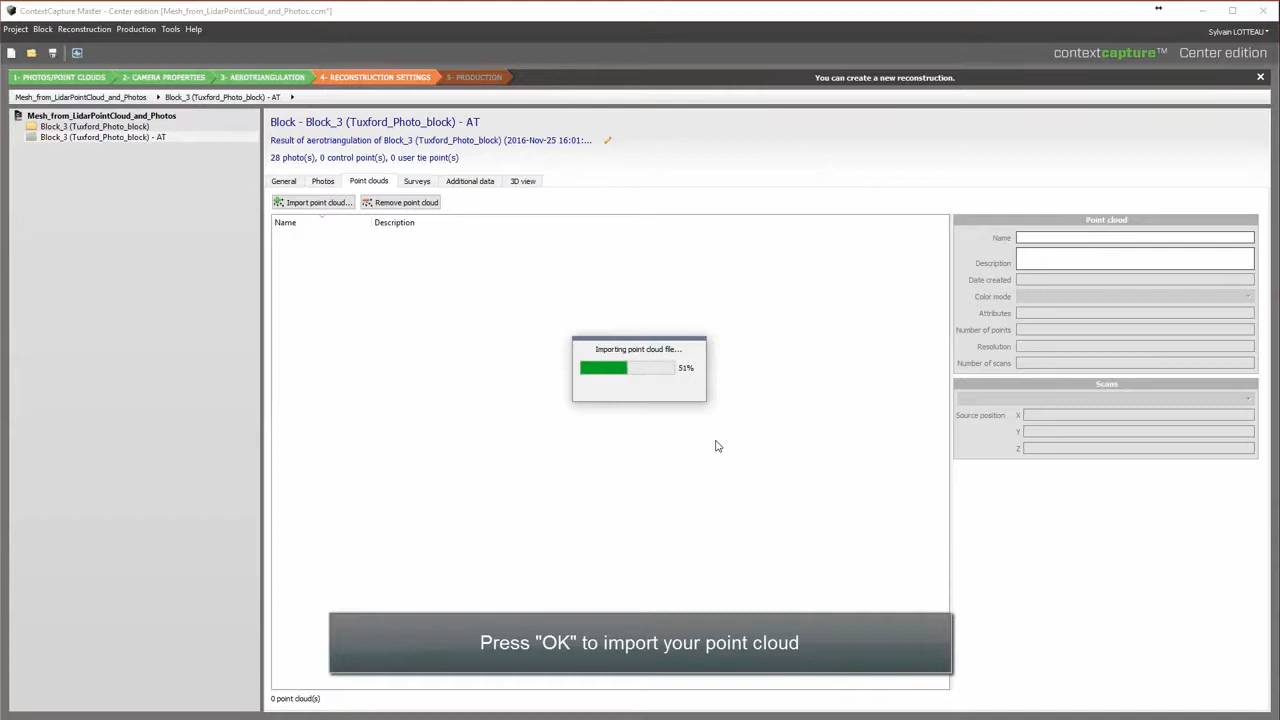 ContextCapture Master - Center edition [Mesh_from_LidarPointCloud_and_Photos.ccm*]
Project Block Reconstruction Production Tools Help
Sylvain LOTTEAU
contextcapture™ Center edition
1- PHOTOS/POINT CLOUDS 2- CAMERA PROPERTIES 3- AEROTRIANGULATION 4- RECONSTRUCTION SETTINGS 5- PRODUCTION You can create a new reconstruction.
Mesh_from_LidarPointCloud_and_Photos Block_3 (Tuxford_Photo_block) - AT
Mesh_from_LidarPointCloud_and_Photos
Block_3 (Tuxford_Photo_block)
Block_3 (Tuxford_Photo_block) - AT
Block - Block_3 (Tuxford_Photo_block) - AT
Result of aerotriangulation of Block_3 (Tuxford_Photo_block) (2016-Nov-25 16:01:...
28 photo(s), 0 control point(s), 0 user tie point(s)
General Photos Point clouds Surveys Additional data 3D view
Import point cloud... Remove point cloud
Name Description
Point cloud
Name
Description
Date created
Color mode
Attributes
Number of points
Resolution
Number of scans
Scans
Source position X
Y
Z
Importing point cloud file...
51%
Press "OK" to import your point cloud
0 point cloud(s)